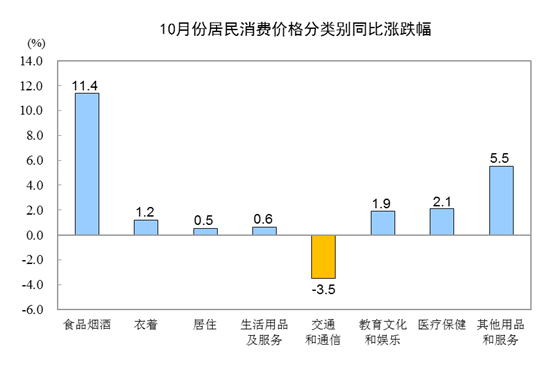 10月份居民消费价格分类别同比涨跌幅
(%)
14.0
12.0
10.0
8.0
6.0
4.0
2.0
0.0
-2.0
-4.0
-6.0
11.4
1.2
0.5
0.6
-3.5
1.9
2.1
5.5
食品烟酒
衣着
居住
生活用品
及服务
交通
和通信
教育文化
和娱乐
医疗保健
其他用品
和服务